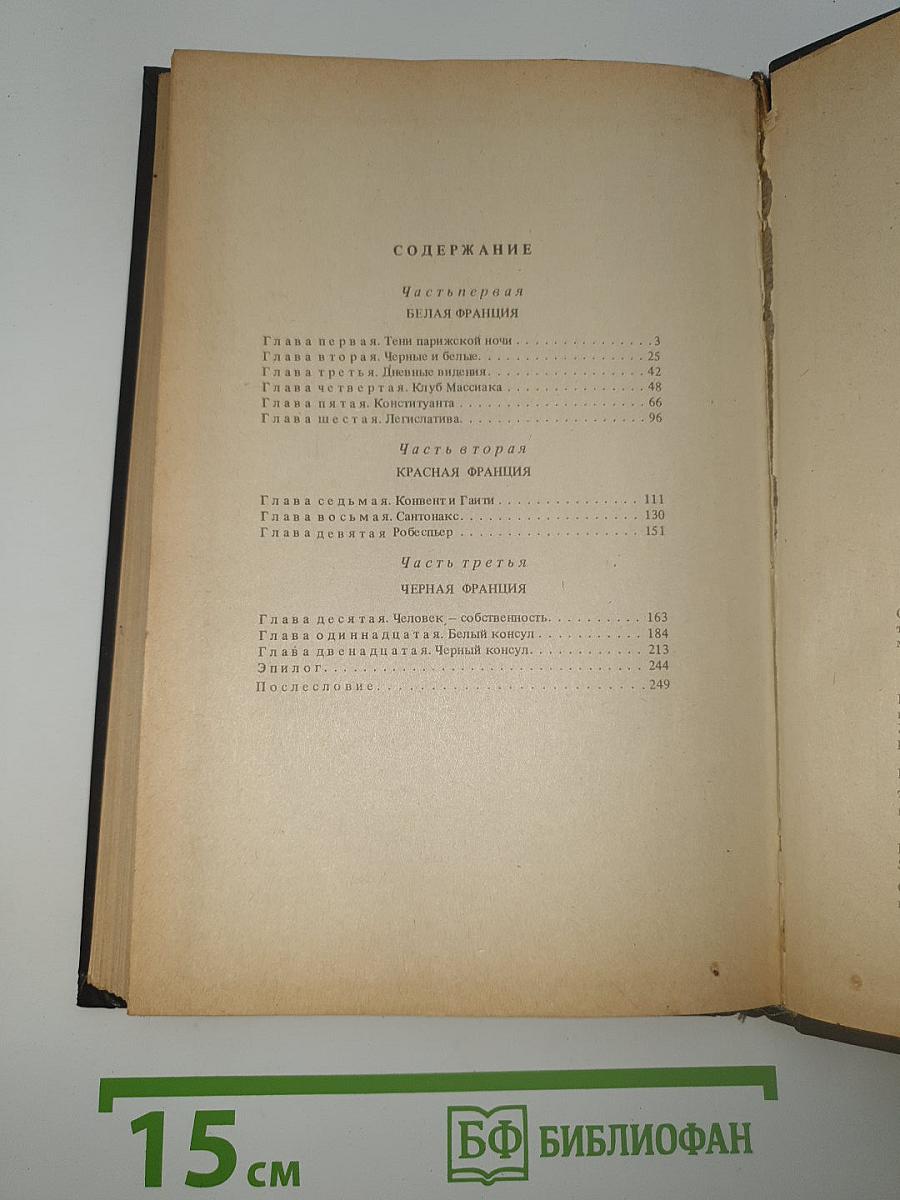 СОДЕРЖАНИЕ
Часть первая
БЕЛАЯ ФРАНЦИЯ
Глава первая. Тени парижской ночи . . . . . . . . . . . . . . 3
Глава вторая. Черные и белые. . . . . . . . . . . . . . . . . 25
Глава третья. Дневные видения. . . . . . . . . . . . . . . . 42
Глава четвертая. Клуб Массиака . . . . . . . . . . . . . . 48
Глава пятая. Конституанта . . . . . . . . . . . . . . . . . . . 66
Глава шестая. Легислатива. . . . . . . . . . . . . . . . . . . 96
Часть вторая
КРАСНАЯ ФРАНЦИЯ
Глава седьмая. Конвент и Гаити . . . . . . . . . . . . . . 111
Глава восьмая. Сантонакс. . . . . . . . . . . . . . . . . . . 130
Глава девятая Робеспьер . . . . . . . . . . . . . . . . . . . 151
Часть третья
ЧЕРНАЯ ФРАНЦИЯ
Глава десятая. Человек – собственность. . . . . . . . . . 163
Глава одиннадцатая. Белый консул . . . . . . . . . . . 184
Глава двенадцатая. Черный консул. . . . . . . . . . . . 213
Эпилог. . . . . . . . . . . . . . . . . . . . . . . . . . . . . . . . 244
Послесловие. . . . . . . . . . . . . . . . . . . . . . . . . . . 249
15 см
БФ БИБЛИОФАН